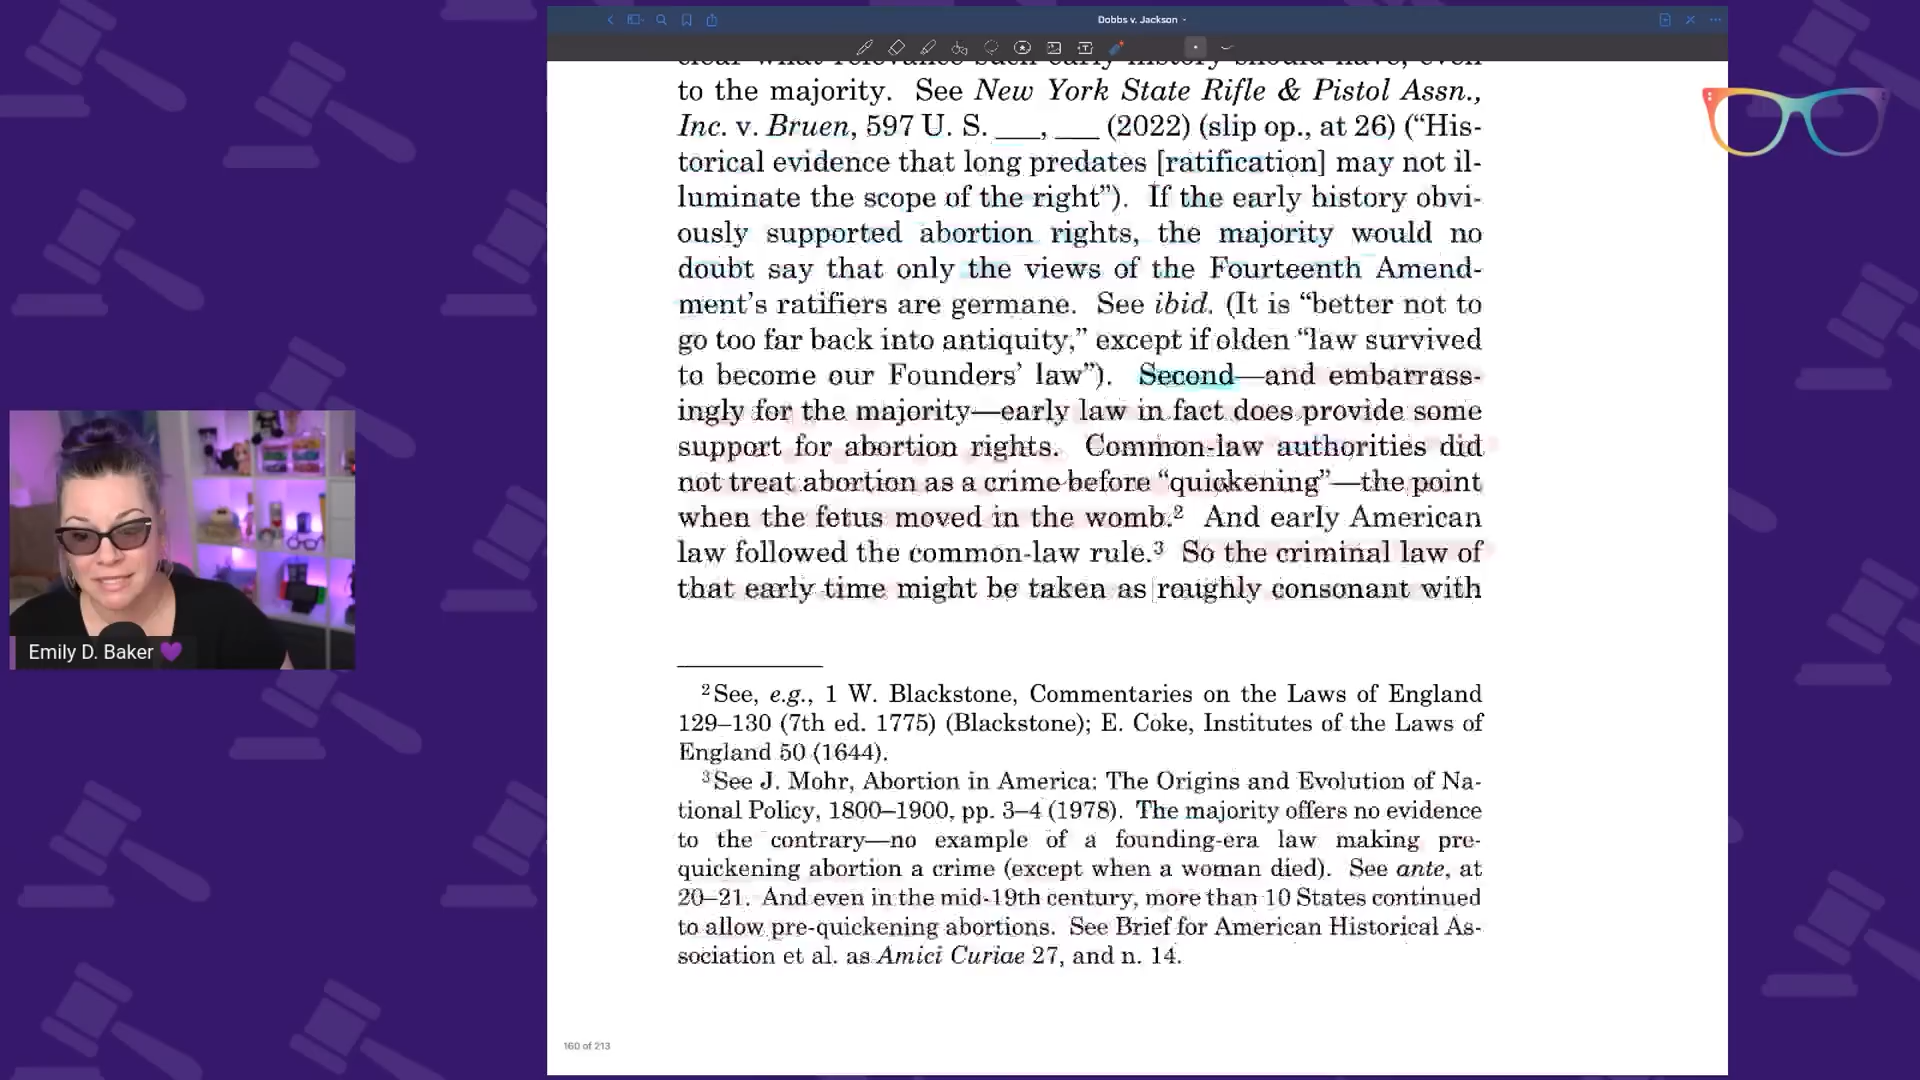 Dobbs v. Jackson
clear what relevance such early history should have, even
to the majority. See New York State Rifle & Pistol Assn.,
Inc. v. Bruen, 597 U. S. ___, ___ (2022) (slip op., at 26) (“His-
torical evidence that long predates [ratification] may not il-
luminate the scope of the right”). If the early history obvi-
ously supported abortion rights, the majority would no
doubt say that only the views of the Fourteenth Amend-
ment’s ratifiers are germane. See ibid. (It is “better not to
go too far back into antiquity,” except if olden “law survived
to become our Founders’ law”). Second—and embarrass-
ingly for the majority—early law in fact does provide some
support for abortion rights. Common-law authorities did
not treat abortion as a crime before “quickening”—the point
when the fetus moved in the womb.² And early American
law followed the common-law rule.³ So the criminal law of
that early time might be taken as roughly consonant with
² See, e.g., 1 W. Blackstone, Commentaries on the Laws of England
129–130 (7th ed. 1775) (Blackstone); E. Coke, Institutes of the Laws of
England 50 (1644).
³ See J. Mohr, Abortion in America: The Origins and Evolution of Na-
tional Policy, 1800–1900, pp. 3–4 (1978). The majority offers no evidence
to the contrary—no example of a founding-era law making pre-
quickening abortion a crime (except when a woman died). See ante, at
20–21. And even in the mid-19th century, more than 10 States continued
to allow pre-quickening abortions. See Brief for American Historical As-
sociation et al. as Amici Curiae 27, and n. 14.
160 of 213
Emily D. Baker 💜